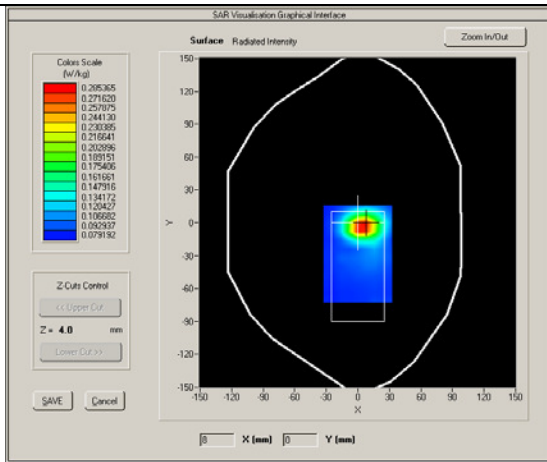 SAR Visualisation Graphical Interface
Surface Radiated Intensity
Zoom In/Out
Colors Scale
(W/kg)
0.285365
0.271620
0.257875
0.244130
0.230385
0.216641
0.202896
0.189151
0.175406
0.161661
0.147916
0.134172
0.120427
0.106682
0.092937
0.079192
Z-Cuts Control
<< Upper Cut
Z = 4.0 mm
Lower Cut >>
SAVE Cancel
150-
120-
90-
60-
30-
0-
-30-
-60-
-90-
-120-
-150-
Y
-150 -120 -90 -60 -30 0 30 60 90 120 150
X
8 X (mm) 0 Y (mm)